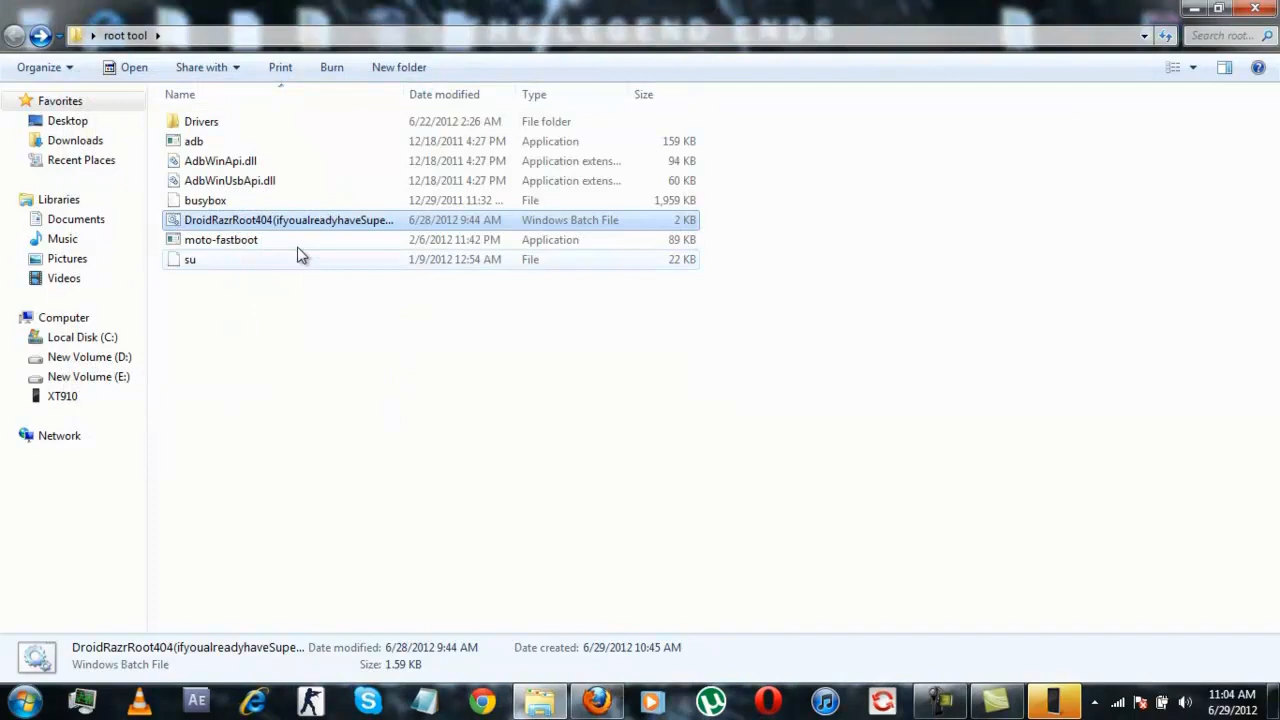 THE LEGEND ENDS
root tool
Search root...
Organize Open Share with Print Burn New folder
Name Date modified Type Size
Favorites
Desktop
Downloads
Recent Places
Libraries
Documents
Music
Pictures
Videos
Computer
Local Disk (C:)
New Volume (D:)
New Volume (E:)
XT910
Network
Drivers 6/22/2012 2:26 AM File folder
adb 12/18/2011 4:27 PM Application 159 KB
AdbWinApi.dll 12/18/2011 4:27 PM Application extens... 94 KB
AdbWinUsbApi.dll 12/18/2011 4:27 PM Application extens... 60 KB
busybox 12/29/2011 11:32 ... File 1,959 KB
DroidRazrRoot404(ifyoualreadyhaveSupe... 6/28/2012 9:44 AM Windows Batch File 2 KB
moto-fastboot 2/6/2012 11:42 PM Application 89 KB
su 1/9/2012 12:54 AM File 22 KB
DroidRazrRoot404(ifyoualreadyhaveSupe... Date modified: 6/28/2012 9:44 AM Date created: 6/29/2012 10:45 AM
Windows Batch File Size: 1.59 KB
AE
11:04 AM
6/29/2012